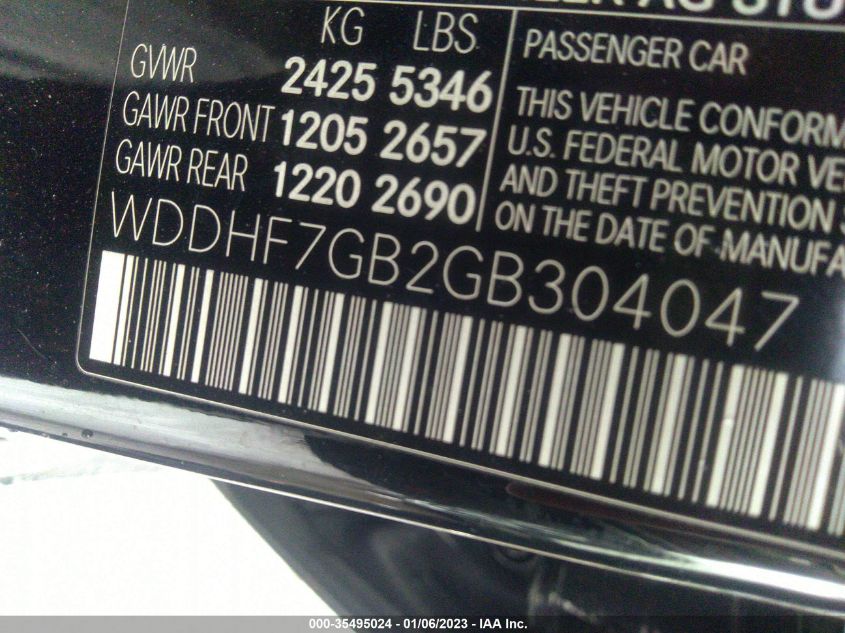 KG LBS
GVWR 2425 5346
GAWR FRONT 1205 2657
GAWR REAR 1220 2690
WDDHF7GB2GB304047
PASSENGER CAR
THIS VEHICLE CONFORM
U.S. FEDERAL MOTOR VE
AND THEFT PREVENTION S
ON THE DATE OF MANUFA
000-35495024 - 01/06/2023 - IAA Inc.